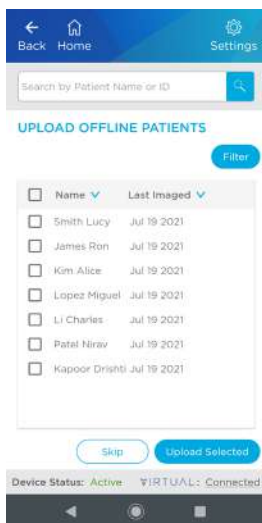 Back Home Settings
Search by Patient Name or ID
UPLOAD OFFLINE PATIENTS
Filter
Name Last Imaged
Smith Lucy Jul 19 2021
James Ron Jul 19 2021
Kim Alice Jul 19 2021
Lopez Miguel Jul 19 2021
Li Charles Jul 19 2021
Patel Nirav Jul 19 2021
Kapoor Drishti Jul 19 2021
Skip Upload Selected
Device Status: Active VIRTUAL: Connected